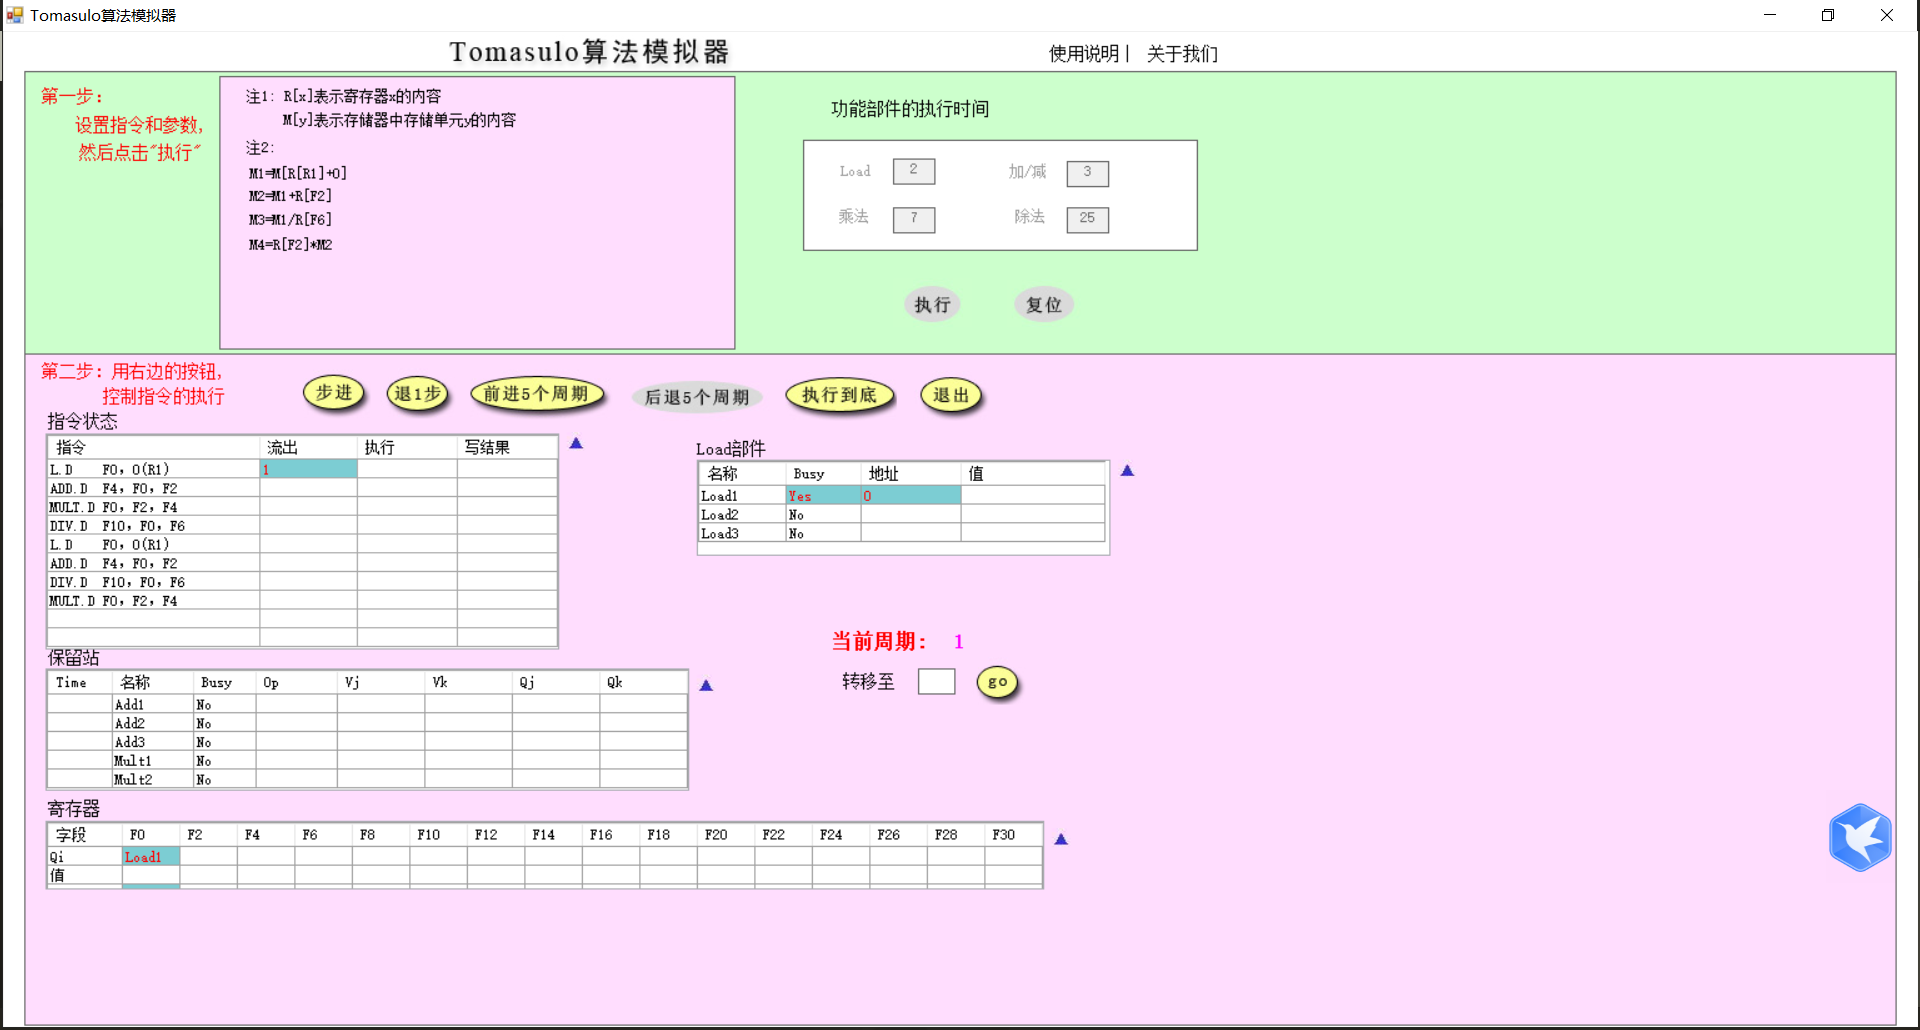 Tomasulo算法模拟器
Tomasulo算法模拟器
使用说明 | 关于我们
第一步：
设置指令和参数，
然后点击"执行"
注1: R[x]表示寄存器x的内容
M[y]表示存储器中存储单元y的内容
注2:
M1=M[R[R1]+0]
M2=M1+R[F2]
M3=M1/R[F6]
M4=R[F2]*M2
功能部件的执行时间
Load 2 加/减 3
乘法 7 除法 25
执行 复位
第二步：用右边的按钮，
控制指令的执行
步进 退1步 前进5个周期 后退5个周期 执行到底 退出
指令状态
指令 流出 执行 写结果
L.D F0, 0(R1) 1
ADD.D F4, F0, F2
MULT.D F0, F2, F4
DIV.D F10, F0, F6
L.D F0, 0(R1)
ADD.D F4, F0, F2
DIV.D F10, F0, F6
MULT.D F0, F2, F4
Load部件
名称 Busy 地址 值
Load1 Yes 0
Load2 No
Load3 No
当前周期： 1
转移至 go
保留站
Time 名称 Busy Op Vj Vk Qj Qk
Add1 No
Add2 No
Add3 No
Mult1 No
Mult2 No
寄存器
字段 F0 F2 F4 F6 F8 F10 F12 F14 F16 F18 F20 F22 F24 F26 F28 F30
Qi Load1
值